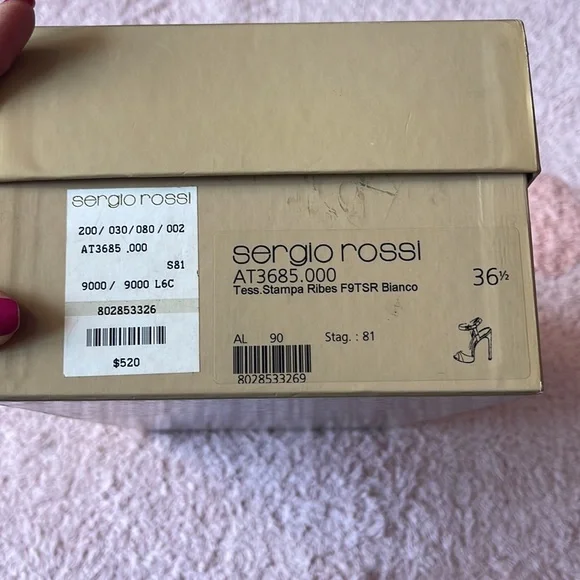 sergio rossi
200/ 030/080/002
AT3685 .000
S81
9000/ 9000 L6C
802853326
$520
sergio rossi
AT3685.000
Tess.Stampa Ribes F9TSR Bianco
36½
AL 90
Stag. : 81
8028533269